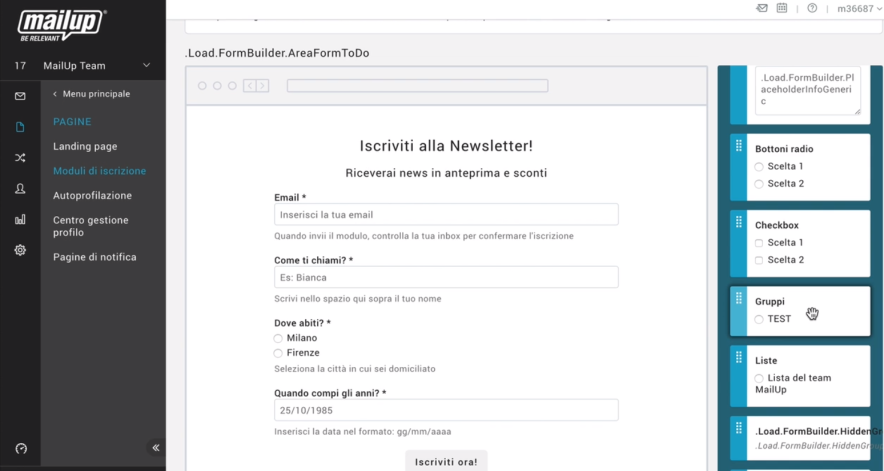 mailup®
BE RELEVANT
m36687
17 MailUp Team
Menu principale
PAGINE
Landing page
Moduli di iscrizione
Autoprofilazione
Centro gestione
profilo
Pagine di notifica
.Load.FormBuilder.AreaFormToDo
Iscriviti alla Newsletter!
Riceverai news in anteprima e sconti
Email *
Inserisci la tua email
Quando invii il modulo, controlla la tua inbox per confermare l'iscrizione
Come ti chiami? *
Es: Bianca
Scrivi nello spazio qui sopra il tuo nome
Dove abiti? *
Milano
Firenze
Seleziona la città in cui sei domiciliato
Quando compi gli anni? *
25/10/1985
Inserisci la data nel formato: gg/mm/aaaa
Iscriviti ora!
.Load.FormBuilder.Pl
aceholderInfoGeneri
c
Bottoni radio
Scelta 1
Scelta 2
Checkbox
Scelta 1
Scelta 2
Gruppi
TEST
Liste
Lista del team
MailUp
.Load.FormBuilder.HiddenGr
.Load.FormBuilder.HiddenGroup